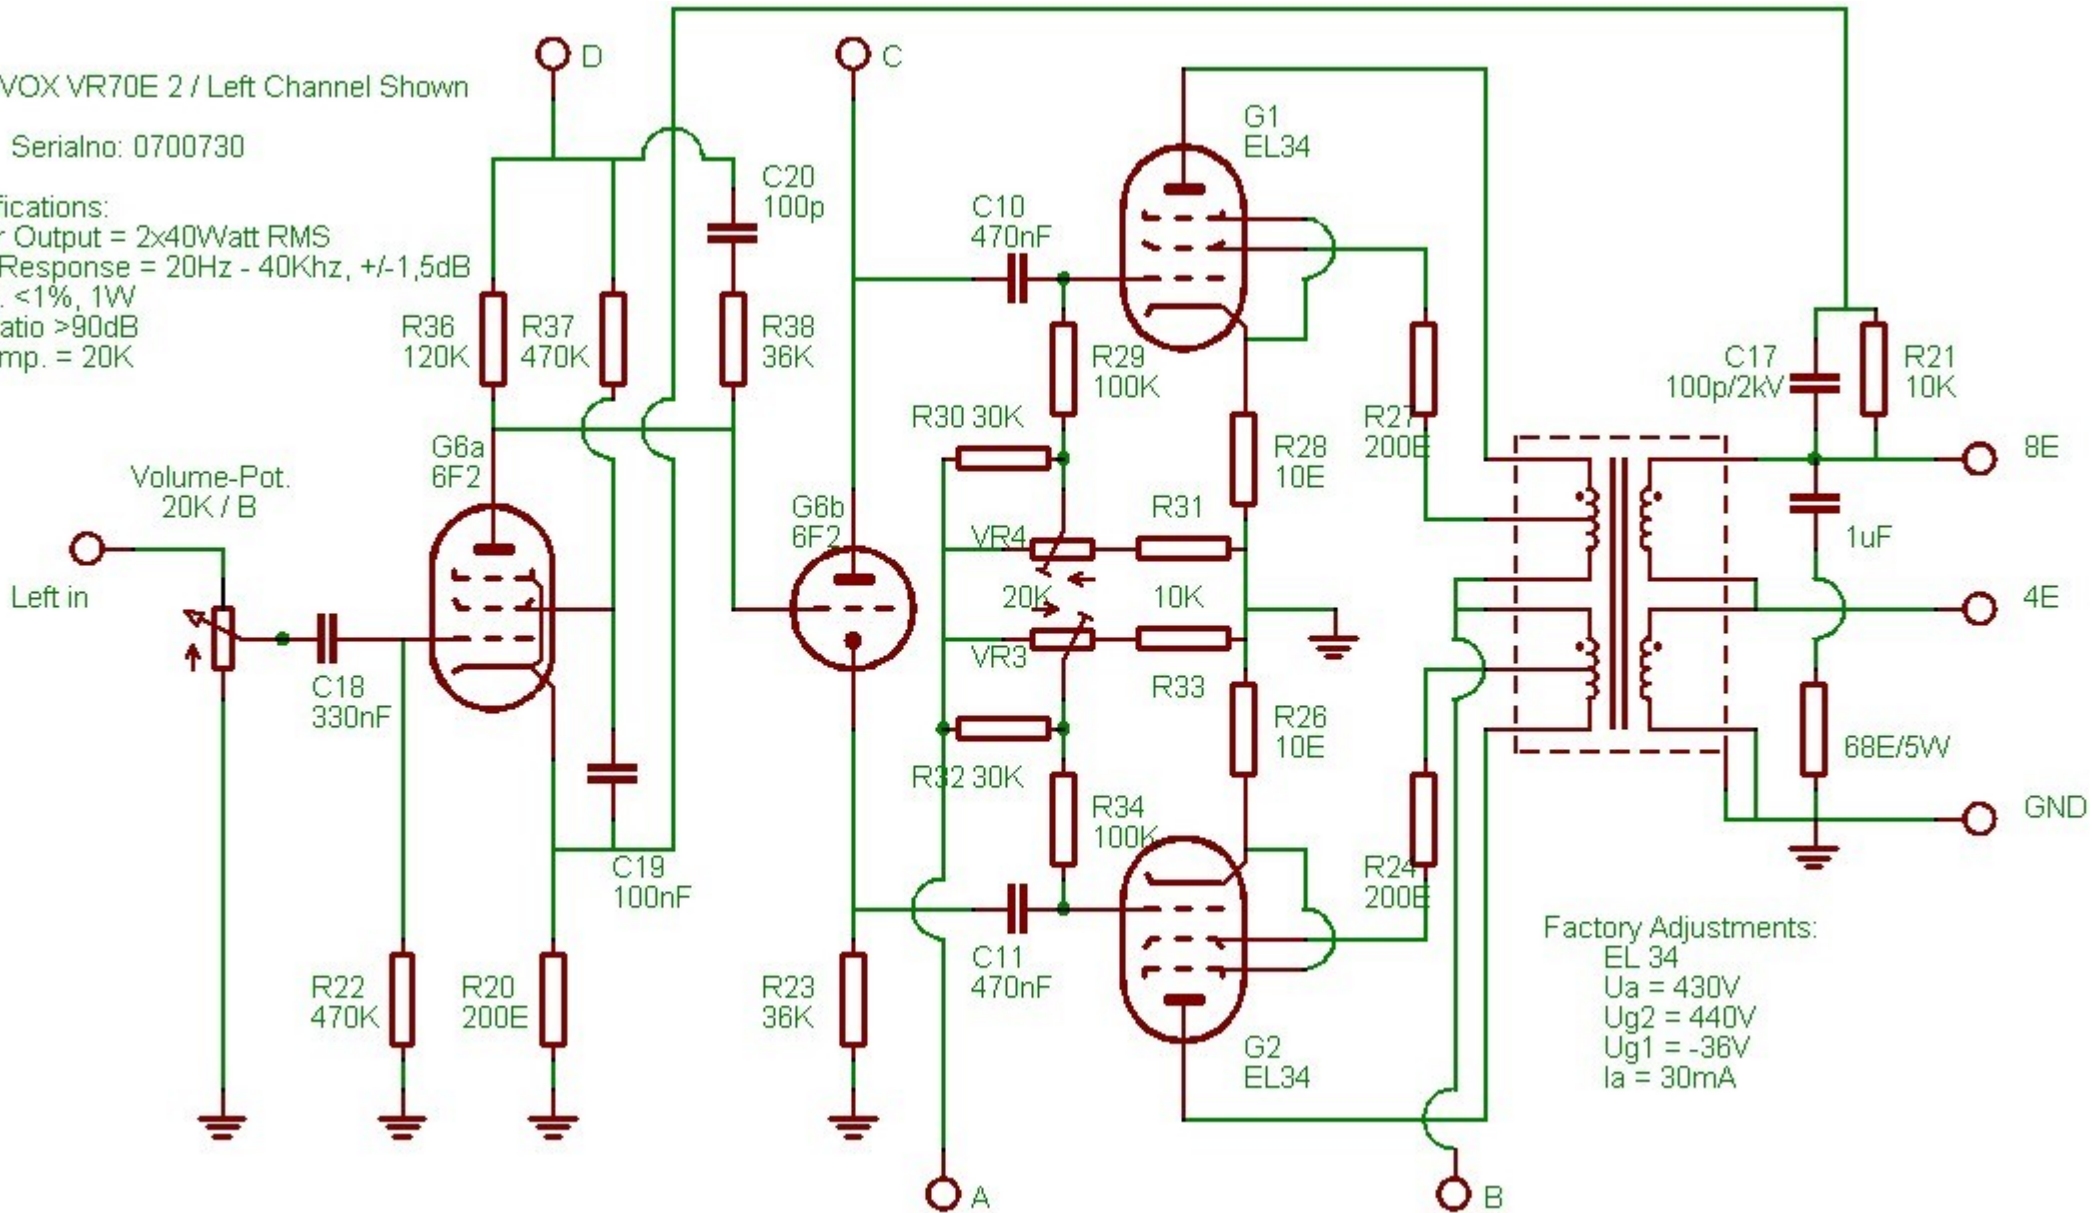 VOX VR70E 2 / Left Channel Shown
Serialno: 0700730
fications:
r Output = 2x40Watt RMS
Response = 20Hz - 40Khz, +/-1,5dB
. <1%, 1W
atio >90dB
mp. = 20K
D
C
C20
100p
R36
120K
R37
470K
R38
36K
G6a
6F2
Volume-Pot.
20K / B
Left in
C18
330nF
R22
470K
R20
200E
C19
100nF
G6b
6F2
R23
36K
C10
470nF
G1
EL34
R29
100K
R30 30K
R28
10E
R27
200E
VR4
R31
20K
10K
VR3
R33
R32 30K
R26
10E
R34
100K
R24
200E
C11
470nF
G2
EL34
A
B
C17
100p/2kV
R21
10K
8E
1uF
4E
68E/5W
GND
Factory Adjustments:
EL 34
Ua = 430V
Ug2 = 440V
Ug1 = -36V
Ia = 30mA